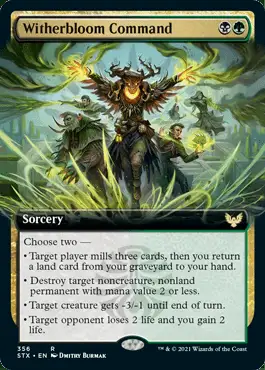 Witherbloom Command
Sorcery
Choose two —
• Target player mills three cards, then you return
a land card from your graveyard to your hand.
• Destroy target noncreature, nonland
permanent with mana value 2 or less.
• Target creature gets -3/-1 until end of turn.
• Target opponent loses 2 life and you gain 2
life.
356 R
STX • EN DMITRY BURMAK
™ & © 2021 Wizards of the Coast